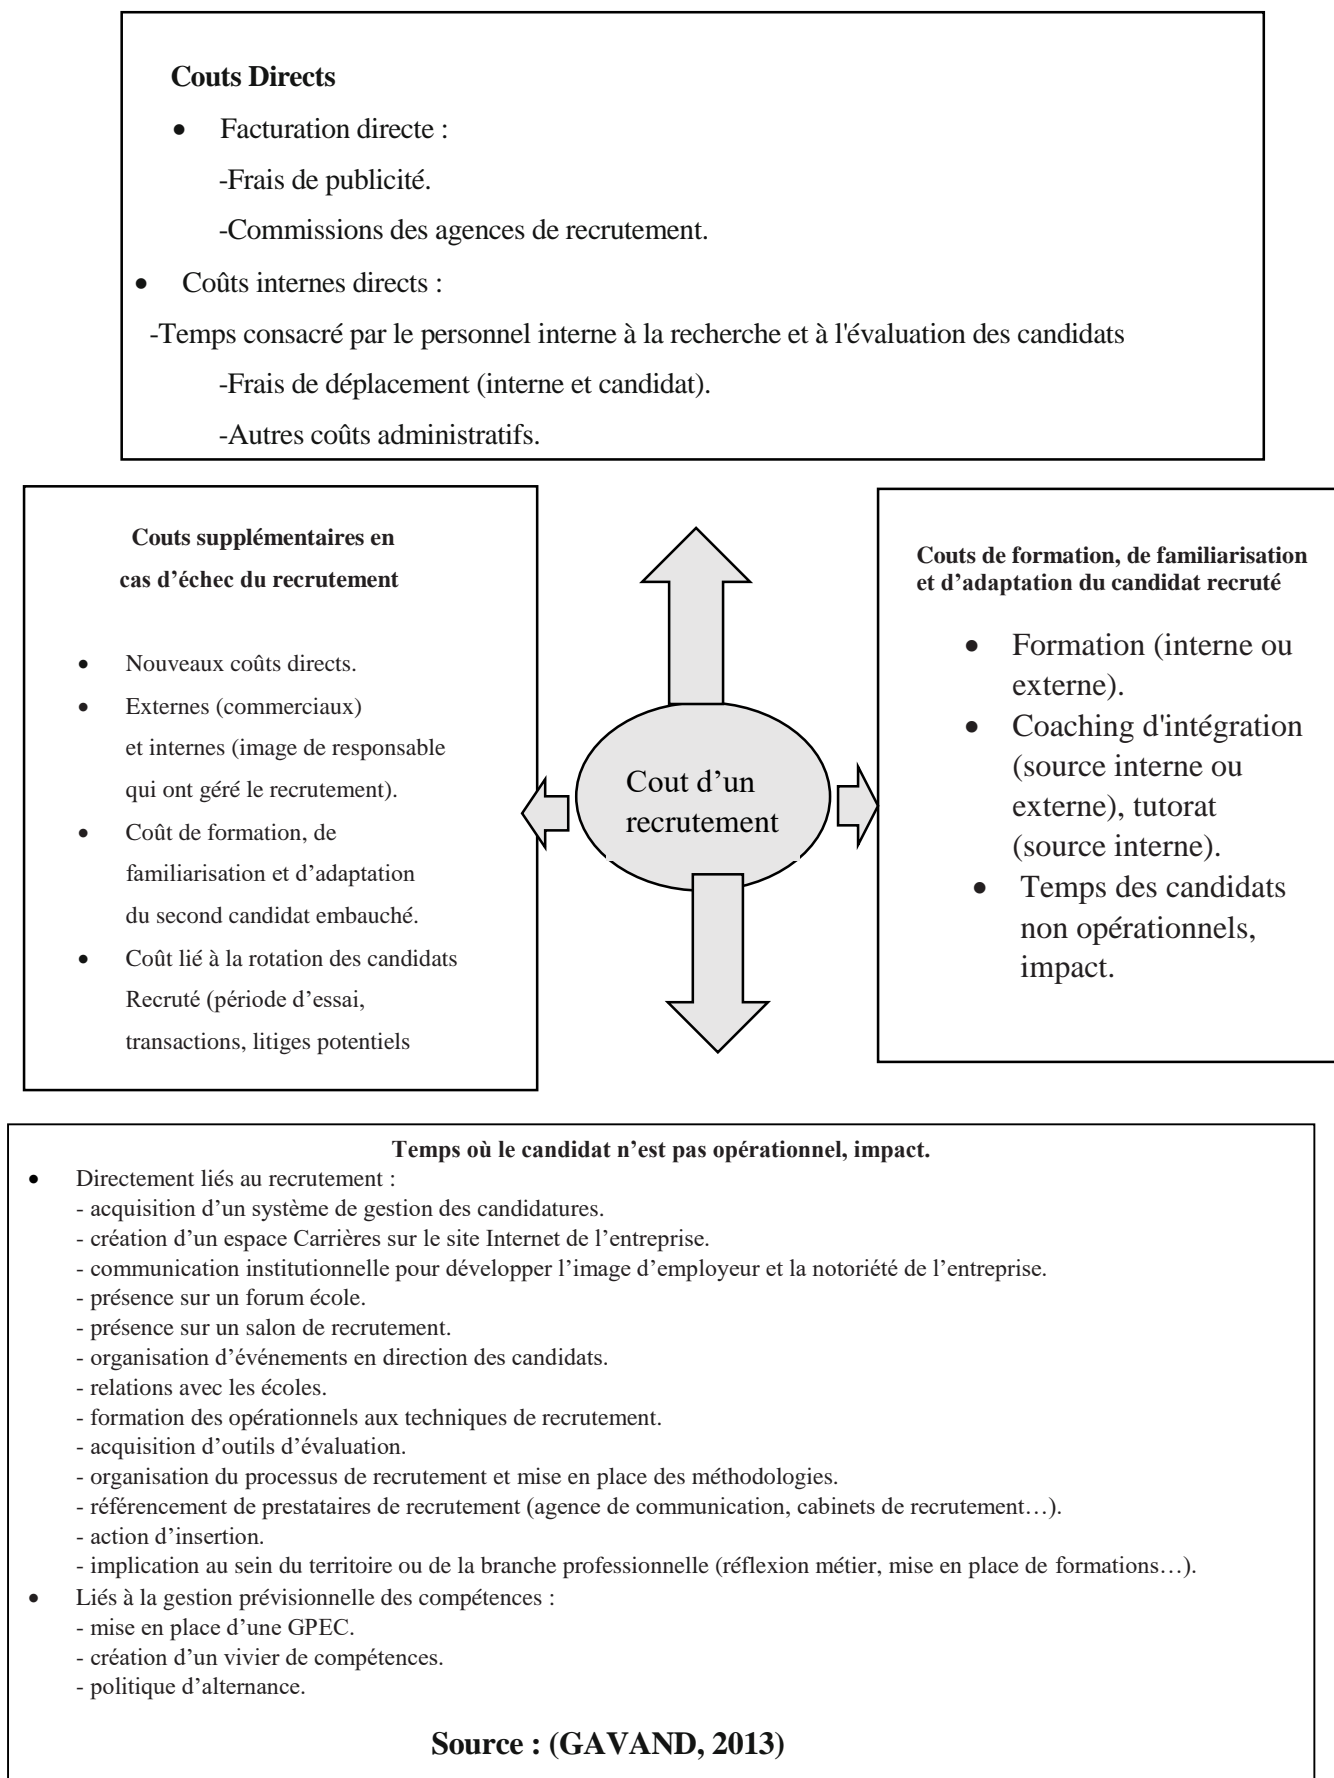 Couts Directs
• Facturation directe :
-Frais de publicité.
-Commissions des agences de recrutement.
• Coûts internes directs :
-Temps consacré par le personnel interne à la recherche et à l'évaluation des candidats
-Frais de déplacement (interne et candidat).
-Autres coûts administratifs.
Couts supplémentaires en
cas d’échec du recrutement
• Nouveaux coûts directs.
• Externes (commerciaux)
et internes (image de responsable
qui ont géré le recrutement).
• Coût de formation, de
familiarisation et d’adaptation
du second candidat embauché.
• Coût lié à la rotation des candidats
Recruté (période d’essai,
transactions, litiges potentiels
Cout d’un
recrutement
Couts de formation, de familiarisation
et d’adaptation du candidat recruté
• Formation (interne ou
externe).
• Coaching d'intégration
(source interne ou
externe), tutorat
(source interne).
• Temps des candidats
non opérationnels,
impact.
Temps où le candidat n’est pas opérationnel, impact.
• Directement liés au recrutement :
- acquisition d’un système de gestion des candidatures.
- création d’un espace Carrières sur le site Internet de l’entreprise.
- communication institutionnelle pour développer l’image d’employeur et la notoriété de l’entreprise.
- présence sur un forum école.
- présence sur un salon de recrutement.
- organisation d’événements en direction des candidats.
- relations avec les écoles.
- formation des opérationnels aux techniques de recrutement.
- acquisition d’outils d’évaluation.
- organisation du processus de recrutement et mise en place des méthodologies.
- référencement de prestataires de recrutement (agence de communication, cabinets de recrutement…).
- action d’insertion.
- implication au sein du territoire ou de la branche professionnelle (réflexion métier, mise en place de formations…).
• Liés à la gestion prévisionnelle des compétences :
- mise en place d’une GPEC.
- création d’un vivier de compétences.
- politique d’alternance.
Source : (GAVAND, 2013)